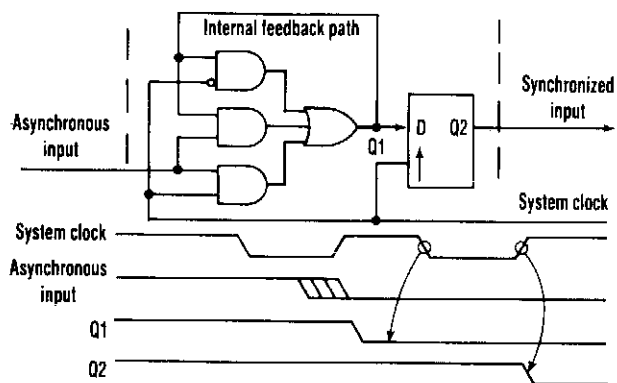 Internal feedback path
Asynchronous
input
Synchronized
input
D
Q2
Q1
System clock
System clock
Asynchronous
input
Q1
Q2